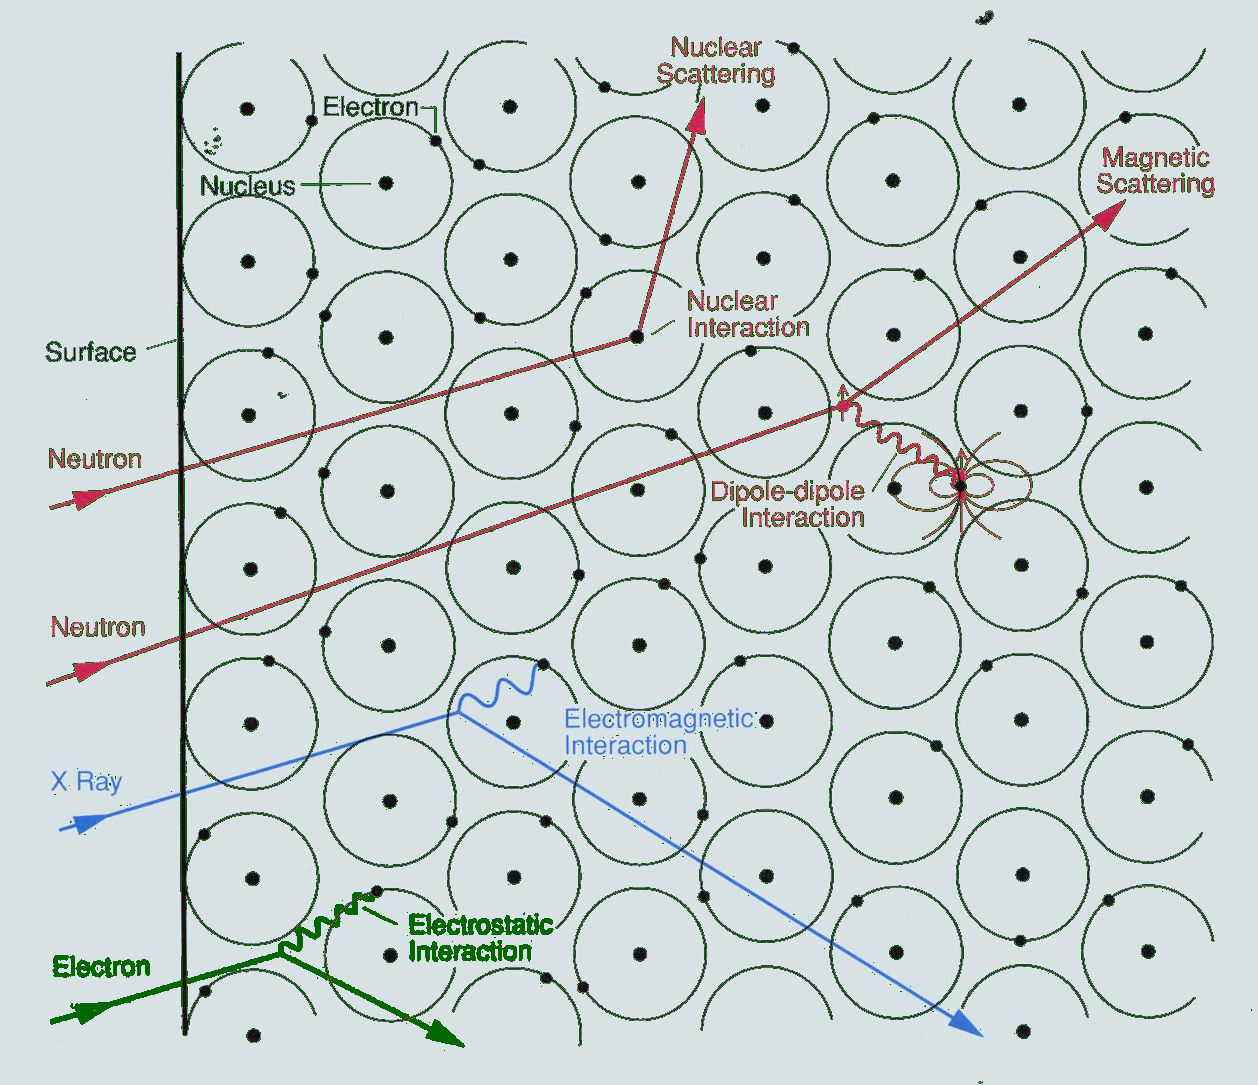 Nuclear
Scattering
Electron
Magnetic
Scattering
Nucleus
Nuclear
Interaction
Surface
Neutron
Dipole-dipole
Interaction
Neutron
Electromagnetic
Interaction
X Ray
Electrostatic
Interaction
Electron